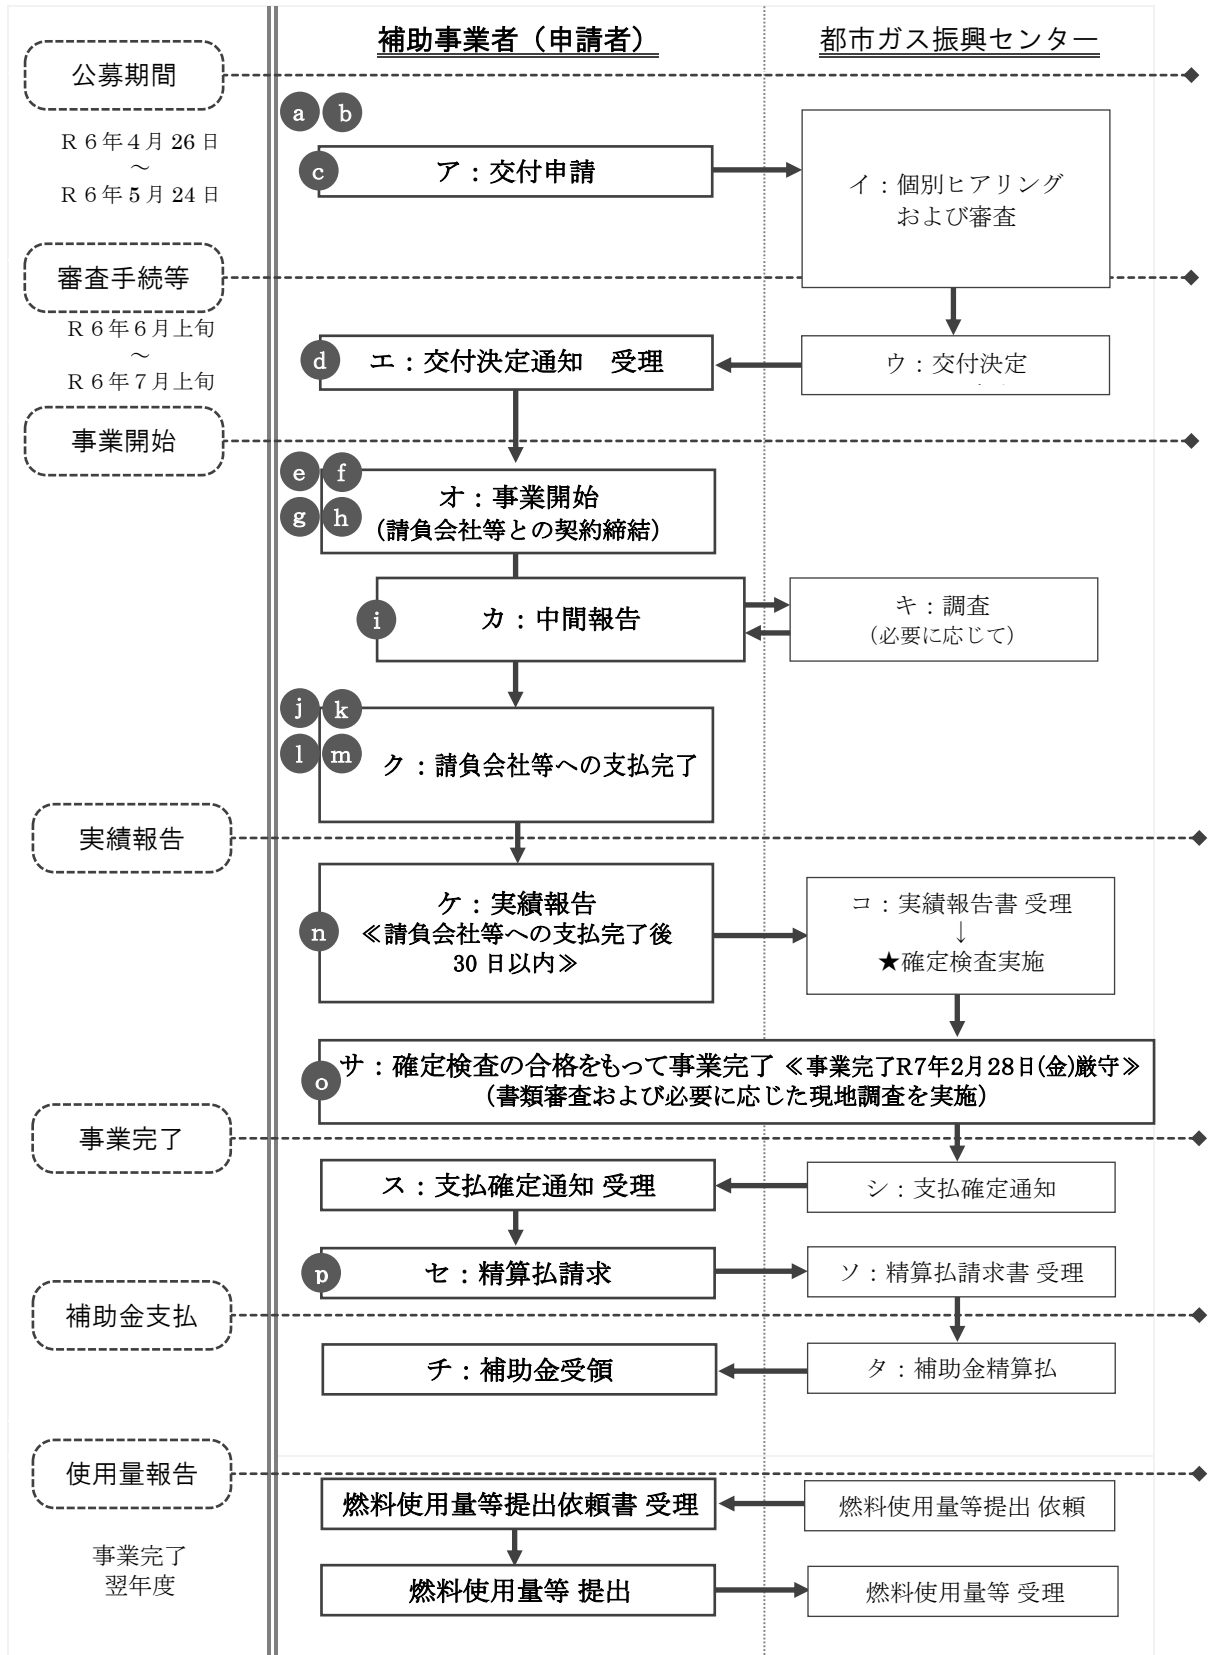 補助事業者（申請者）
都市ガス振興センター
公募期間
R６年４月26日
～
R６年５月24日
a b
c
ア：交付申請
イ：個別ヒアリング
および審査
審査手続等
R６年６月上旬
～
R６年７月上旬
d
エ：交付決定通知　受理
ウ：交付決定
事業開始
e f
g h
オ：事業開始
（請負会社等との契約締結）
i
カ：中間報告
キ：調査
（必要に応じて）
j k
l m
ク：請負会社等への支払完了
実績報告
n
ケ：実績報告
≪請負会社等への支払完了後
30 日以内≫
コ：実績報告書 受理
↓
★確定検査実施
o
サ：確定検査の合格をもって事業完了 ≪事業完了R7年2月28日(金)厳守≫
（書類審査および必要に応じた現地調査を実施）
事業完了
ス：支払確定通知 受理
シ：支払確定通知
p
セ：精算払請求
ソ：精算払請求書 受理
補助金支払
チ：補助金受領
タ：補助金精算払
使用量報告
燃料使用量等提出依頼書 受理
燃料使用量等提出 依頼
事業完了
翌年度
燃料使用量等 提出
燃料使用量等 受理